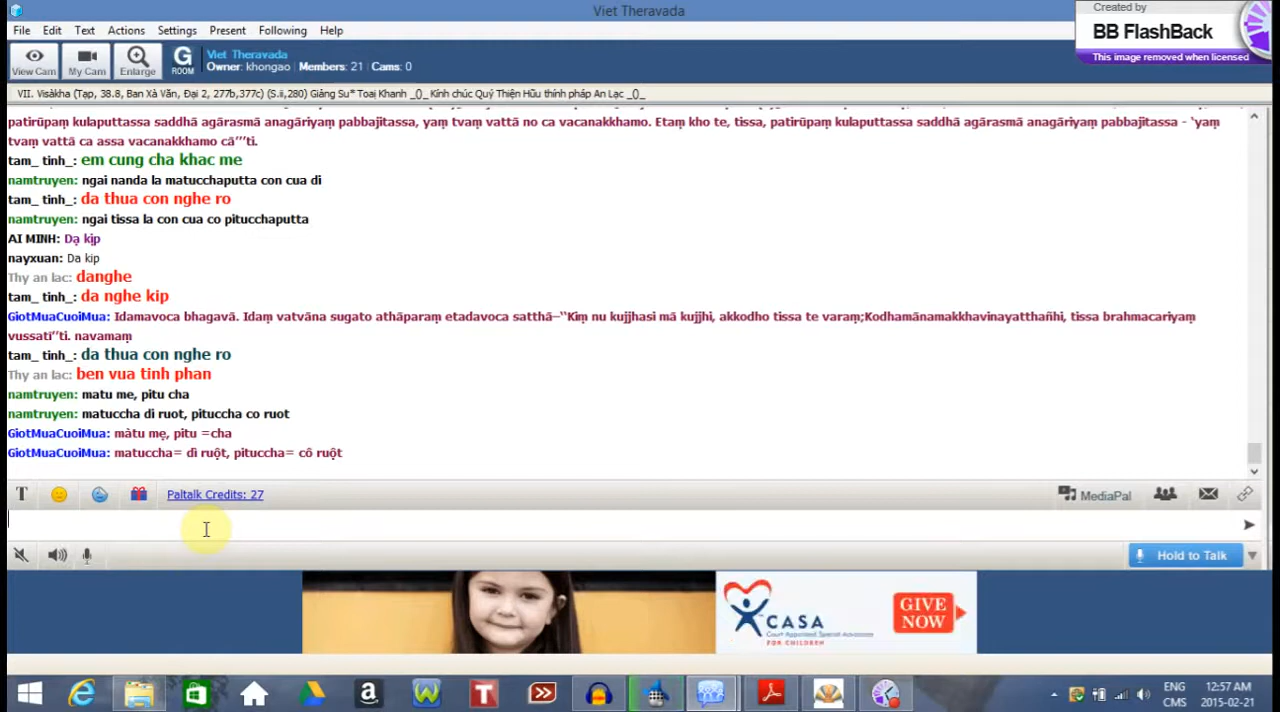 Viet Theravada
Created by
BB FlashBack
This image removed when licensed
File Edit Text Actions Settings Present Following Help
View Cam My Cam Enlarge G ROOM
Viet Theravada
Owner: khongao Members: 21 Cams: 0
VII. Visàkha (Tạp, 38.8, Ban Xà Vân, Đại 2, 277b,377c) (S.ii,280) Giảng Su* Toaị Khanh _()_ Kính chúc Quý Thiện Hữu thính pháp An Lạc _()_
patirūpaṃ kulaputtassa saddhā agārasmā anagāriyaṃ pabbajitassa, yaṃ tvaṃ vattā no ca vacanakkhamo. Etaṃ kho te, tissa, patirūpaṃ kulaputtassa saddhā agārasmā anagāriyaṃ pabbajitassa - 'yaṃ
tvaṃ vattā ca assa vacanakkhamo cā'''ti.
tam_ tinh_: em cung cha khac me
namtruyen: ngai nanda la matucchaputta con cua di
tam_ tinh_: da thua con nghe ro
namtruyen: ngai tissa la con cua co pitucchaputta
AI MINH: Dạ kịp
nayxuan: Da kip
Thy an lac: danghe
tam_ tinh_: da nghe kip
GiotMuaCuoiMua: Idamavoca bhagavā. Idaṃ vatvāna sugato athāparaṃ etadavoca satthā–‘‘Kiṃ nu kujjhasi mā kujjhi, akkodho tissa te varaṃ;Kodhamānamakkhavinayatthañhi, tissa brahmacariyaṃ
vussatī’’ti. navamaṃ
tam_ tinh_: da thua con nghe ro
Thy an lac: ben vua tinh phan
namtruyen: matu me, pitu cha
namtruyen: matuccha di ruot, pituccha co ruot
GiotMuaCuoiMua: màtu mẹ, pitu =cha
GiotMuaCuoiMua: matuccha= dì ruột, pituccha= cô ruột
T Paltalk Credits: 27 MediaPal
Hold to Talk
CASA
Court Appointed Special Advocates
FOR CHILDREN
GIVE
NOW
ENG 12:57 AM
CMS 2015-02-21